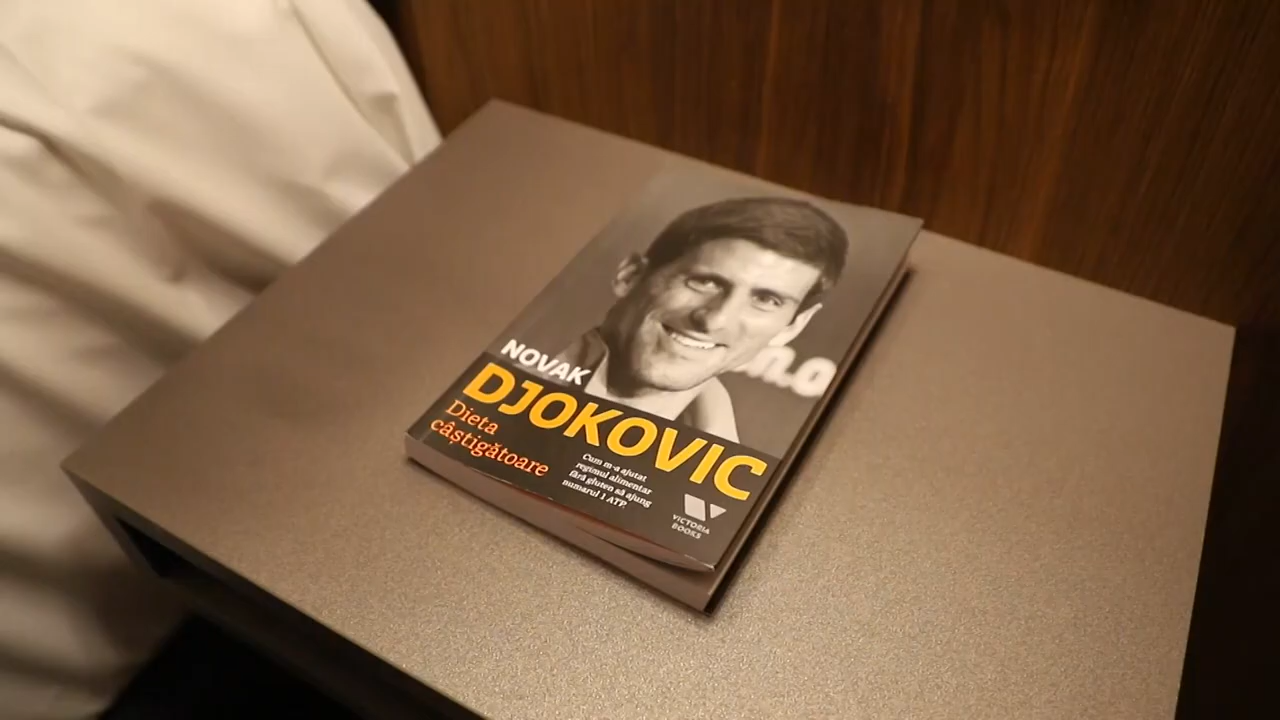 NOVAK
DJOKOVIC
Dieta
câștigătoare
Cum m-a ajutat
regimul alimentar
fără gluten să ajung
numărul 1 ATP.
VICTORIA
BOOKS